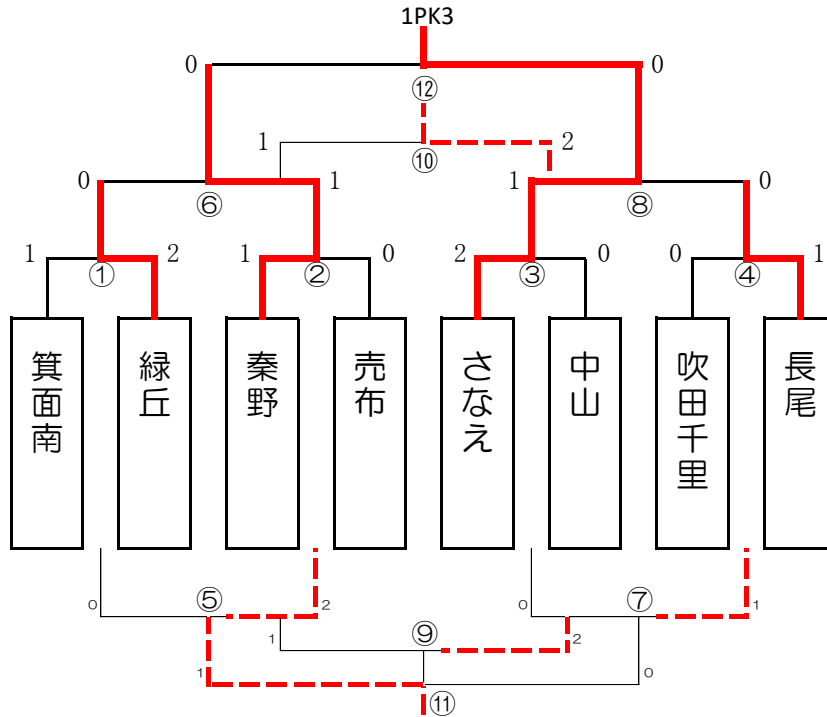 1PK3
0 0
⑫
1 ⑩ 2
0 ⑥ 1 1 ⑧ 0
1 ① 2 1 ② 0 2 ③ 0 0 ④ 1
箕面南
緑丘
秦野
売布
さなえ
中山
吹田千里
長尾
0 ⑤ 2 0 ⑦ 1
1 ⑨ 2
1 0
⑪